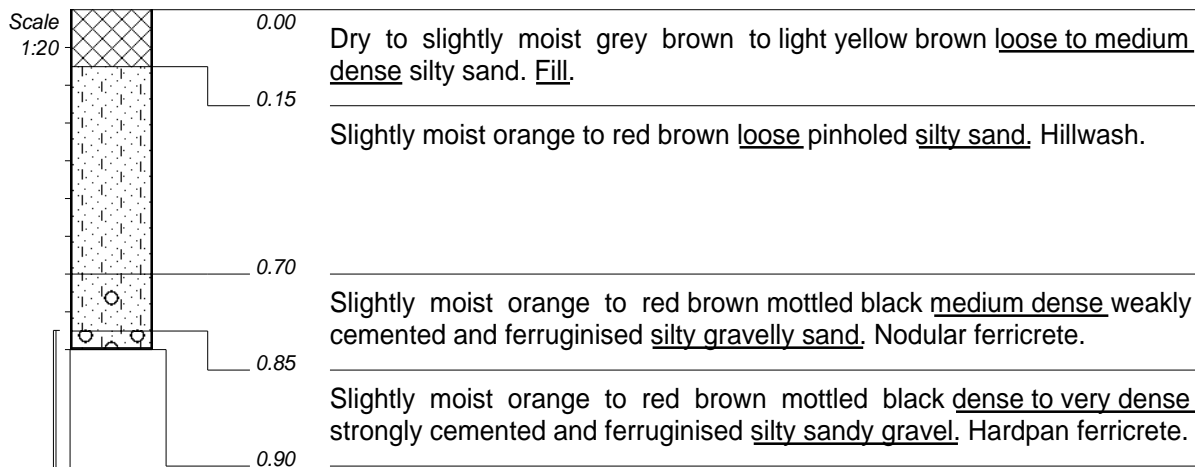 Scale
1:20
0.00
Dry to slightly moist grey brown to light yellow brown loose to medium
dense silty sand. Fill.
0.15
Slightly moist orange to red brown loose pinholed silty sand. Hillwash.
0.70
Slightly moist orange to red brown mottled black medium dense weakly
cemented and ferruginised silty gravelly sand. Nodular ferricrete.
0.85
Slightly moist orange to red brown mottled black dense to very dense
strongly cemented and ferruginised silty sandy gravel. Hardpan ferricrete.
0.90